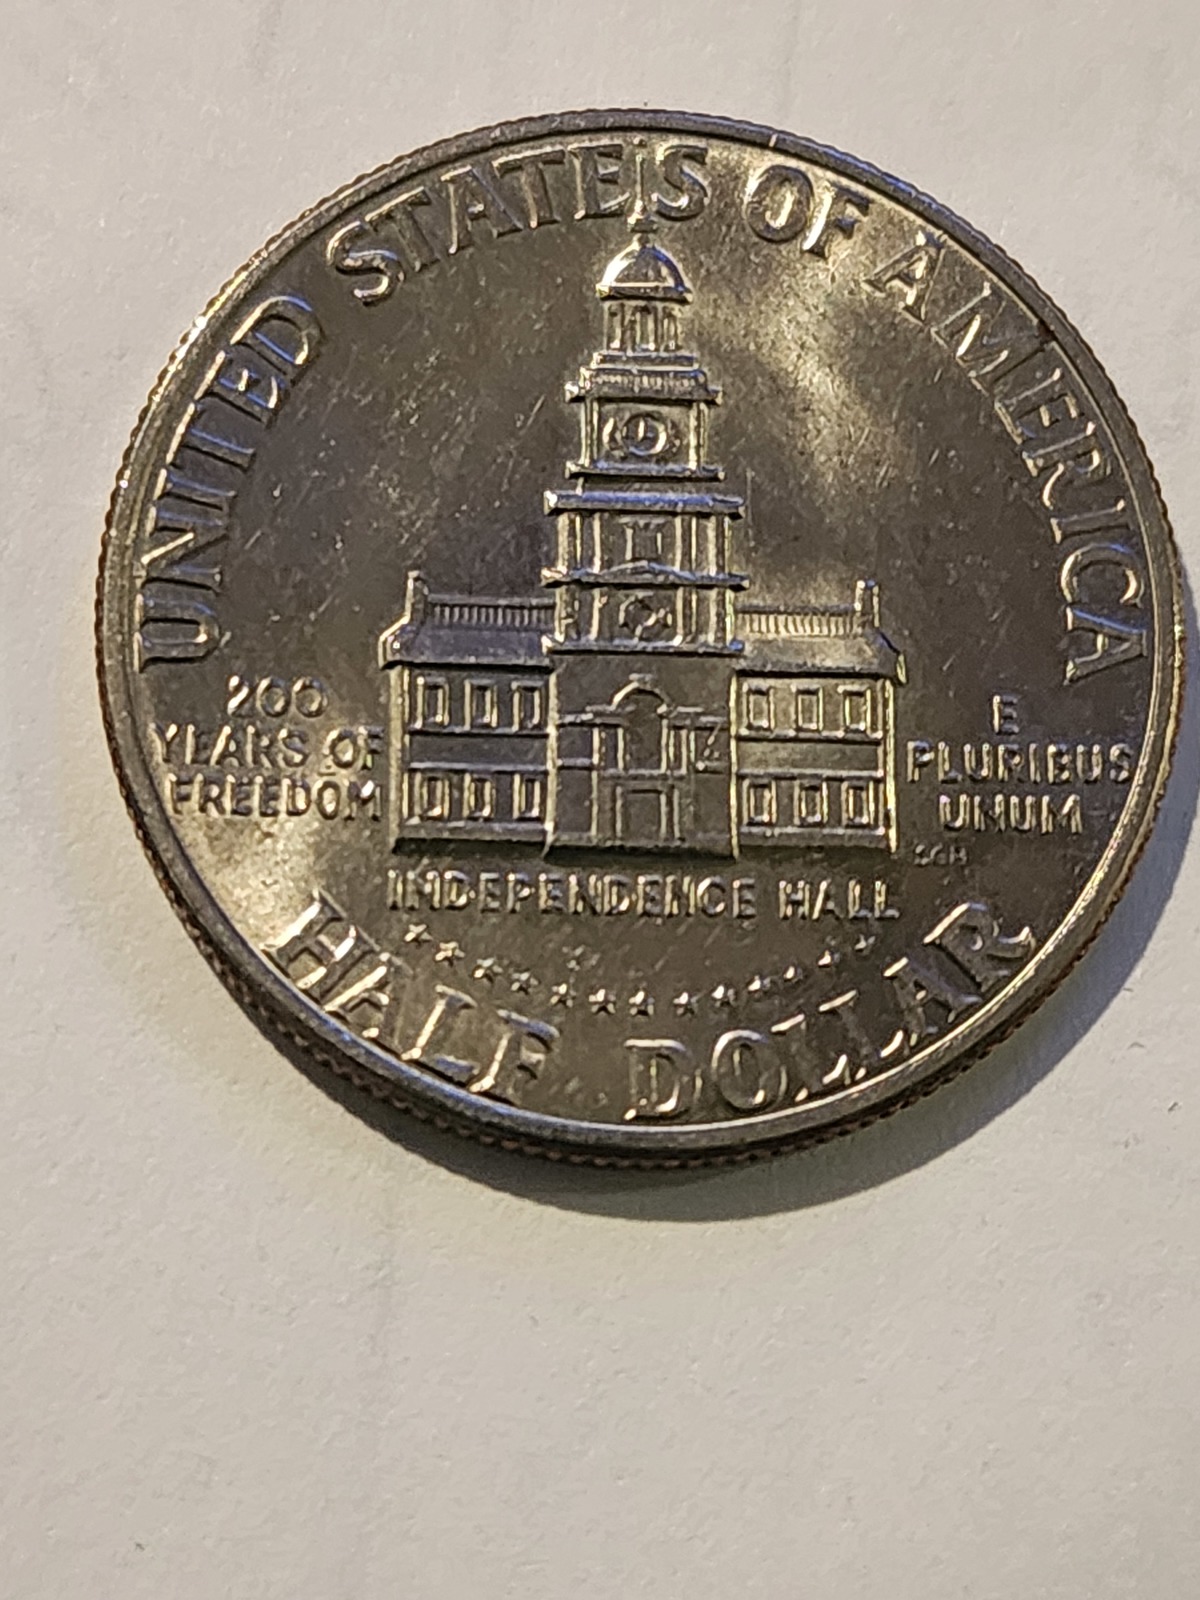 UNITED STATES OF AMERICA
200
YEARS OF
FREEDOM
E
PLURIBUS
UNUM
SGH
INDEPENDENCE HALL
HALF DOLLAR